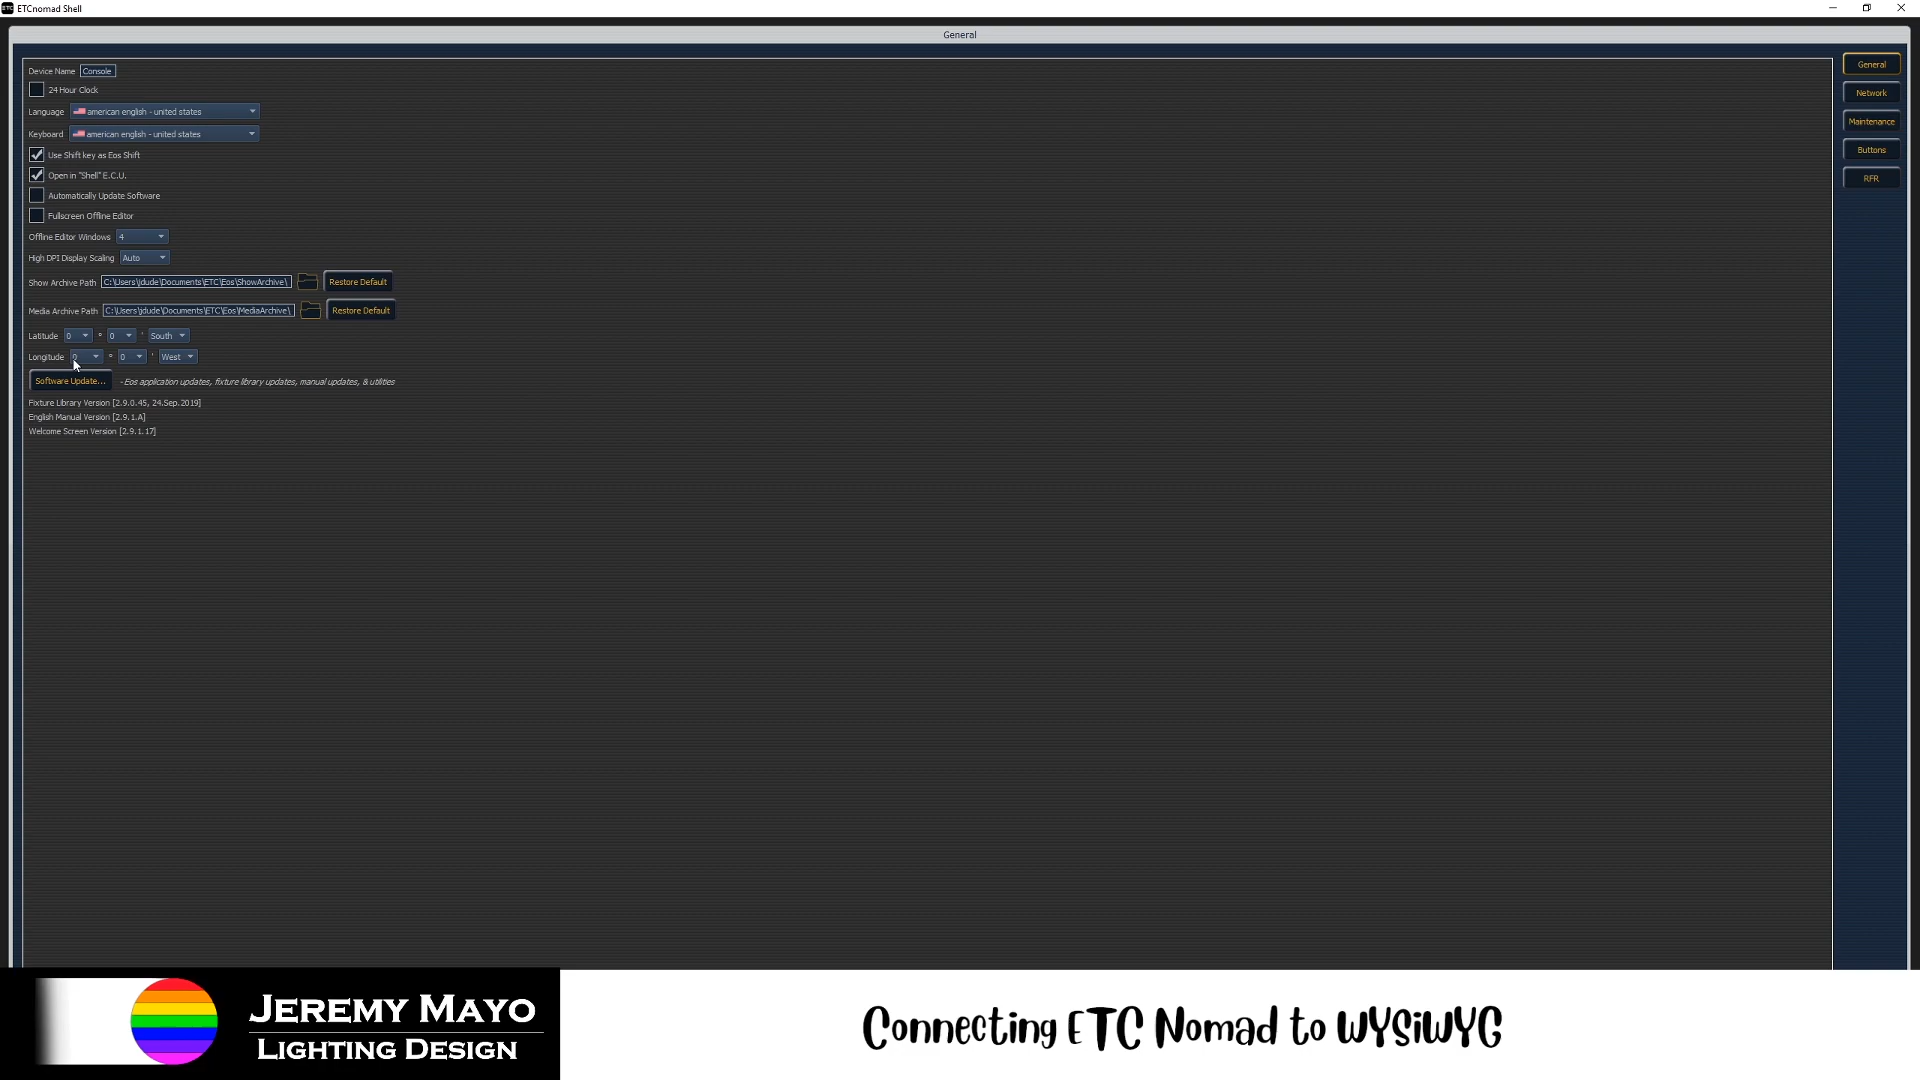 ETC ETCnomad Shell
General
Device Name Console
24 Hour Clock
Language american english - united states
Keyboard american english - united states
Use Shift key as Eos Shift
Open in "Shell" E.C.U.
Automatically Update Software
Fullscreen Offline Editor
Offline Editor Windows 4
High DPI Display Scaling Auto
Show Archive Path C:\Users\jdude\Documents\ETC\Eos\ShowArchive\ Restore Default
Media Archive Path C:\Users\jdude\Documents\ETC\Eos\MediaArchive\ Restore Default
Latitude 0 ° 0 ' South
Longitude 0 ° 0 ' West
Software Update... - Eos application updates, fixture library updates, manual updates, & utilities
Fixture Library Version [2.9.0.45, 24.Sep.2019]
English Manual Version [2.9.1.A]
Welcome Screen Version [2.9.1.17]
General
Network
Maintenance
Buttons
RFR
JEREMY MAYO
LIGHTING DESIGN
Connecting ETC Nomad to WYSiWYG